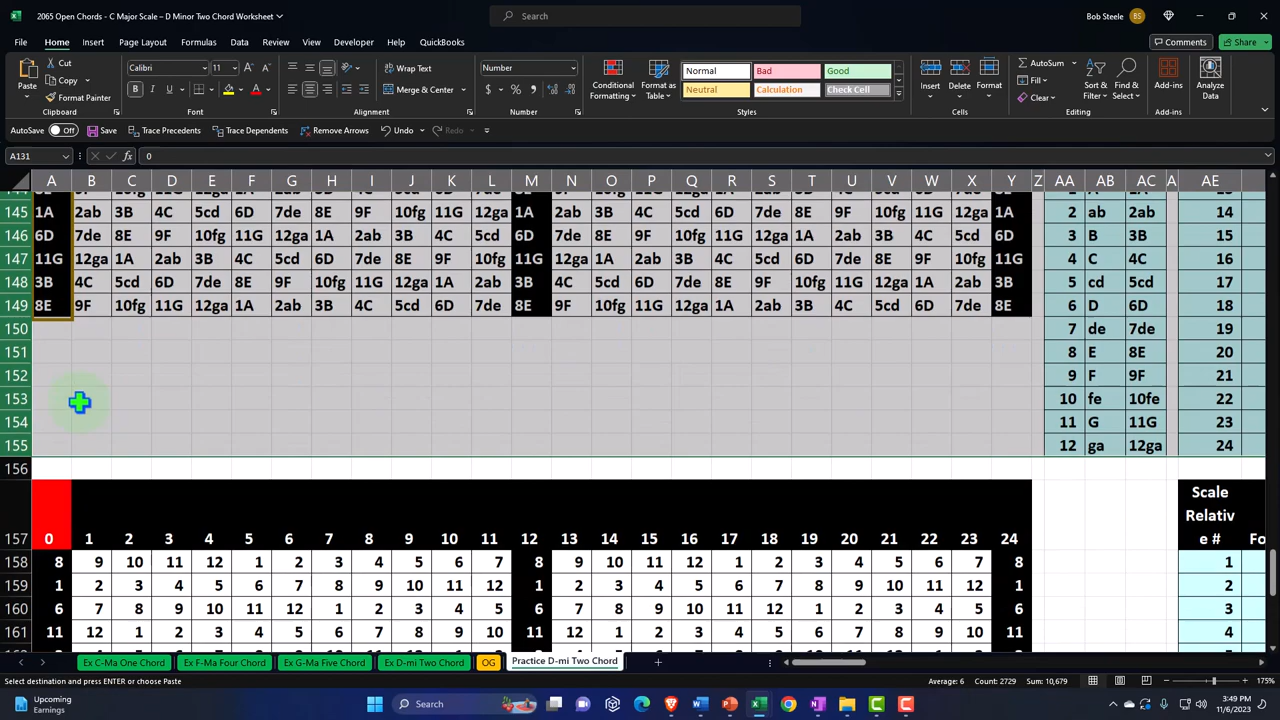 2065 Open Chords - C Major Scale – D Minor Two Chord Worksheet
Search
Bob Steele
BS
File Home Insert Page Layout Formulas Data Review View Developer Help QuickBooks
Comments Share
Paste Cut Copy Format Painter Clipboard
Calibri 11 Font
Wrap Text Merge & Center Alignment
Number Number
Conditional Formatting Format as Table
Normal Bad Good
Neutral Calculation Check Cell
Styles
Insert Delete Format Cells
AutoSum Fill Clear Sort & Filter Find & Select Editing
Add-ins Add-ins
Analyze Data
AutoSave Off Save Trace Precedents Trace Dependents Remove Arrows Undo Redo
A131 fx 0
A B C D E F G H I J K L M N O P Q R S T U V W X Y Z AA AB AC A AE
145 1A 2ab 3B 4C 5cd 6D 7de 8E 9F 10fg 11G 12ga 1A 2ab 3B 4C 5cd 6D 7de 8E 9F 10fg 11G 12ga 1A 2 ab 2ab 14
146 6D 7de 8E 9F 10fg 11G 12ga 1A 2ab 3B 4C 5cd 6D 7de 8E 9F 10fg 11G 12ga 1A 2ab 3B 4C 5cd 6D 3 B 3B 15
147 11G 12ga 1A 2ab 3B 4C 5cd 6D 7de 8E 9F 10fg 11G 12ga 1A 2ab 3B 4C 5cd 6D 7de 8E 9F 10fg 11G 4 C 4C 16
148 3B 4C 5cd 6D 7de 8E 9F 10fg 11G 12ga 1A 2ab 3B 4C 5cd 6D 7de 8E 9F 10fg 11G 12ga 1A 2ab 3B 5 cd 5cd 17
149 8E 9F 10fg 11G 12ga 1A 2ab 3B 4C 5cd 6D 7de 8E 9F 10fg 11G 12ga 1A 2ab 3B 4C 5cd 6D 7de 8E 6 D 6D 18
150 7 de 7de 19
151 8 E 8E 20
152 9 F 9F 21
153 10 fe 10fe 22
154 11 G 11G 23
155 12 ga 12ga 24
156
Scale
Relativ
157 0 1 2 3 4 5 6 7 8 9 10 11 12 13 14 15 16 17 18 19 20 21 22 23 24 e # Fo
158 8 9 10 11 12 1 2 3 4 5 6 7 8 9 10 11 12 1 2 3 4 5 6 7 8 1
159 1 2 3 4 5 6 7 8 9 10 11 12 1 2 3 4 5 6 7 8 9 10 11 12 1 2
160 6 7 8 9 10 11 12 1 2 3 4 5 6 7 8 9 10 11 12 1 2 3 4 5 6 3
161 11 12 1 2 3 4 5 6 7 8 9 10 11 12 1 2 3 4 5 6 7 8 9 10 11 4
Ex C-Ma One Chord Ex F-Ma Four Chord Ex G-Ma Five Chord Ex D-mi Two Chord OG Practice D-mi Two Chord
Select destination and press ENTER or choose Paste Average: 6 Count: 2729 Sum: 10,679 175%
Upcoming
Earnings
Search
3:49 PM
11/6/2023